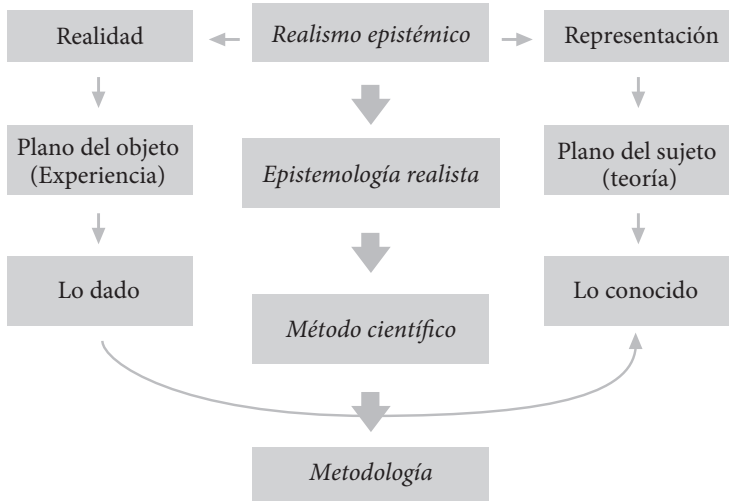 Realidad
Realismo epistémico
Representación
Plano del objeto
(Experiencia)
Epistemología realista
Plano del sujeto
(teoría)
Lo dado
Método científico
Lo conocido
Metodología